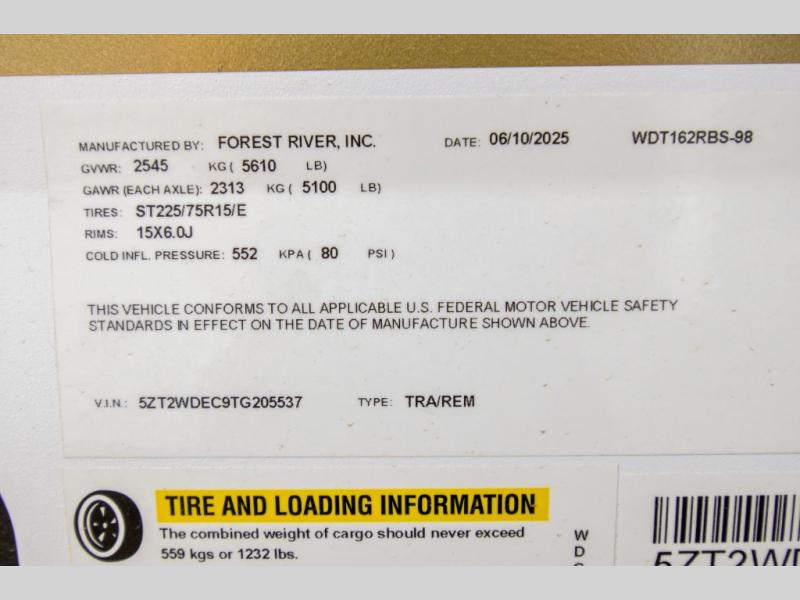 MANUFACTURED BY: FOREST RIVER, INC. DATE: 06/10/2025 WDT162RBS-98
GVWR: 2545 KG ( 5610 LB)
GAWR (EACH AXLE): 2313 KG ( 5100 LB)
TIRES: ST225/75R15/E
RIMS: 15X6.0J
COLD INFL. PRESSURE: 552 KPA ( 80 PSI )
THIS VEHICLE CONFORMS TO ALL APPLICABLE U.S. FEDERAL MOTOR VEHICLE SAFETY
STANDARDS IN EFFECT ON THE DATE OF MANUFACTURE SHOWN ABOVE.
V.I.N.: 5ZT2WDEC9TG205537 TYPE: TRA/REM
TIRE AND LOADING INFORMATION
The combined weight of cargo should never exceed
559 kgs or 1232 lbs.
W
D